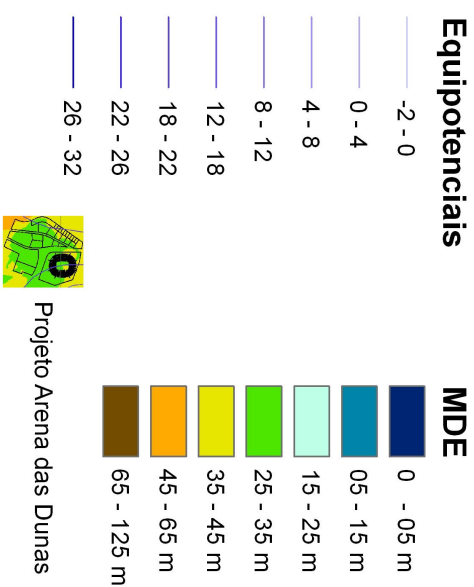 Equipotenciais
-2 - 0
0 - 4
4 - 8
8 - 12
12 - 18
18 - 22
22 - 26
26 - 32
MDE
0 - 05 m
05 - 15 m
15 - 25 m
25 - 35 m
35 - 45 m
45 - 65 m
65 - 125 m
Projeto Arena das Dunas